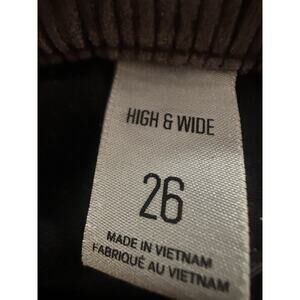 HIGH & WIDE
26
MADE IN VIETNAM
FABRIQUÉ AU VIETNAM